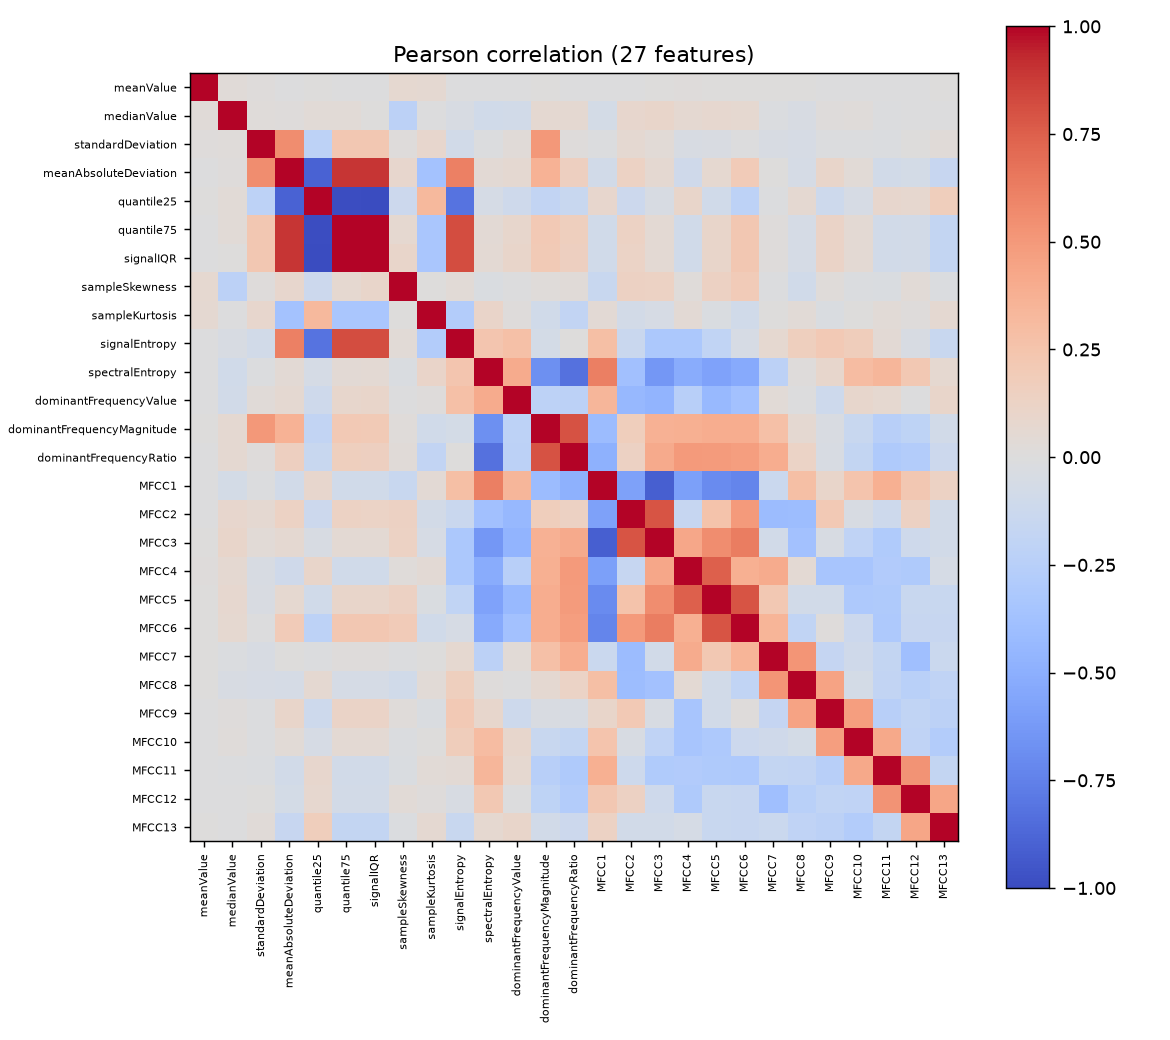 Pearson correlation (27 features)
meanValue
medianValue
standardDeviation
meanAbsoluteDeviation
quantile25
quantile75
signalIQR
sampleSkewness
sampleKurtosis
signalEntropy
spectralEntropy
dominantFrequencyValue
dominantFrequencyMagnitude
dominantFrequencyRatio
MFCC1
MFCC2
MFCC3
MFCC4
MFCC5
MFCC6
MFCC7
MFCC8
MFCC9
MFCC10
MFCC11
MFCC12
MFCC13
meanValue
medianValue
standardDeviation
meanAbsoluteDeviation
quantile25
quantile75
signalIQR
sampleSkewness
sampleKurtosis
signalEntropy
spectralEntropy
dominantFrequencyValue
dominantFrequencyMagnitude
dominantFrequencyRatio
MFCC1
MFCC2
MFCC3
MFCC4
MFCC5
MFCC6
MFCC7
MFCC8
MFCC9
MFCC10
MFCC11
MFCC12
MFCC13
1.00
0.75
0.50
0.25
0.00
−0.25
−0.50
−0.75
−1.00